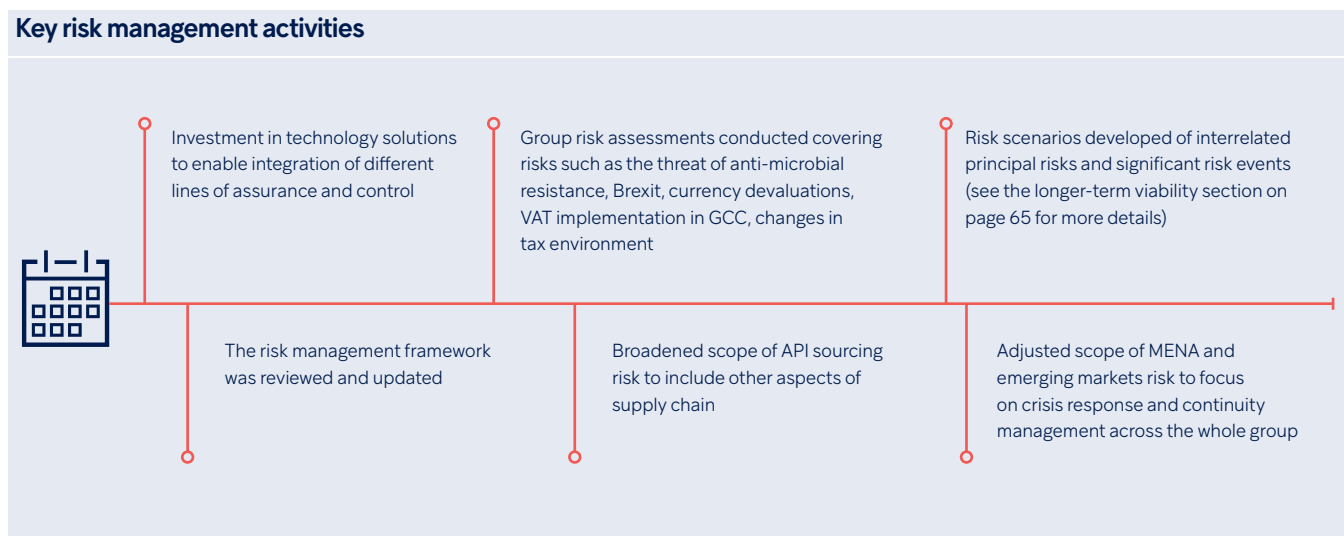 Key risk management activities
Investment in technology solutions
to enable integration of different
lines of assurance and control
Group risk assessments conducted covering
risks such as the threat of anti-microbial
resistance, Brexit, currency devaluations,
VAT implementation in GCC, changes in
tax environment
Risk scenarios developed of interrelated
principal risks and significant risk events
(see the longer-term viability section on
page 65 for more details)
The risk management framework
was reviewed and updated
Broadened scope of API sourcing
risk to include other aspects of
supply chain
Adjusted scope of MENA and
emerging markets risk to focus
on crisis response and continuity
management across the whole group